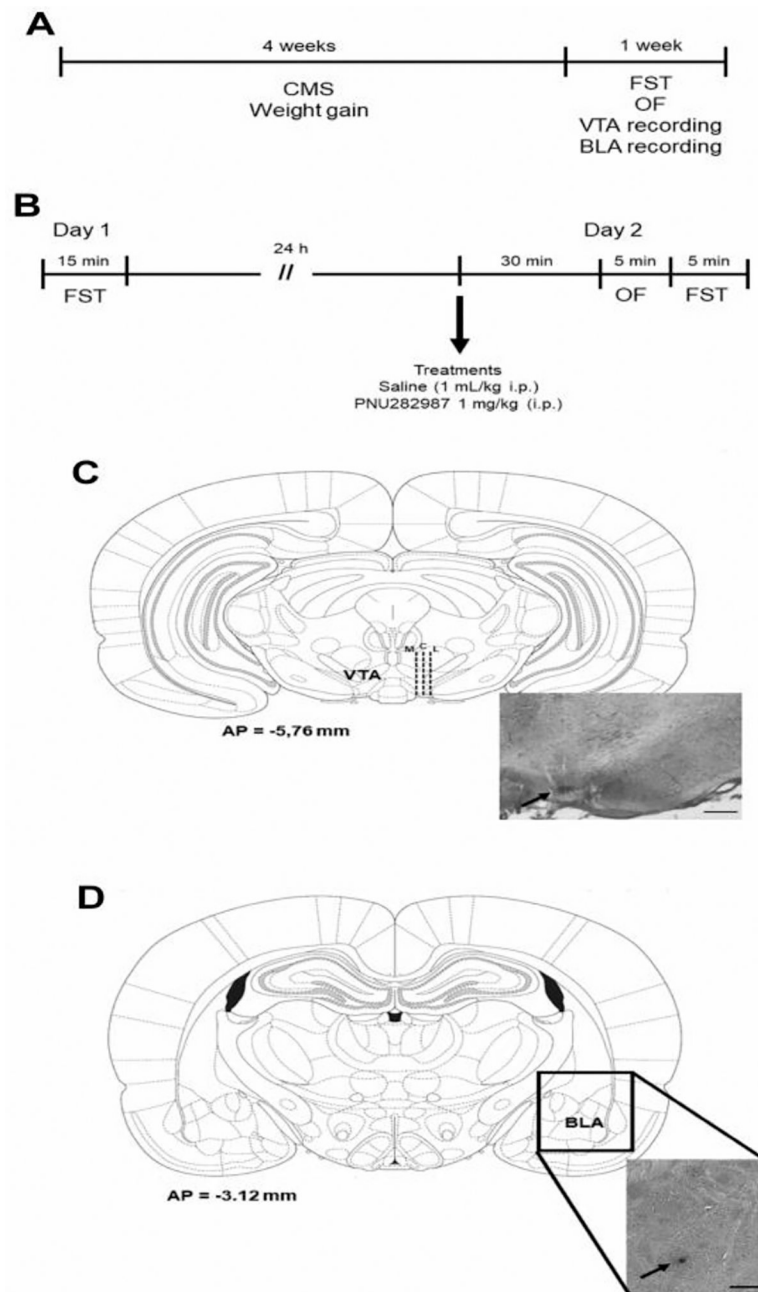 A
4 weeks
1 week
CMS
Weight gain
FST
OF
VTA recording
BLA recording
B
Day 1
Day 2
15 min
24 h
30 min
5 min
5 min
//
FST
OF
FST
Treatments
Saline (1 mL/kg i.p.)
PNU282987 1 mg/kg (i.p.)
C
M C L
VTA
AP = -5,76 mm
D
BLA
AP = -3.12 mm